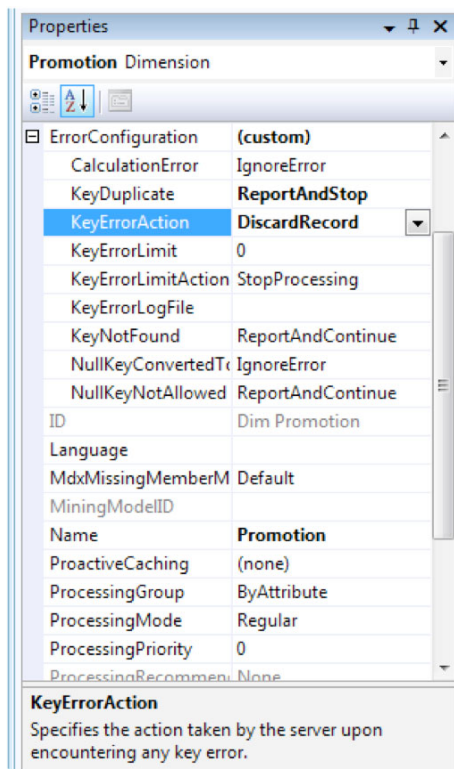 Properties
Promotion Dimension
ErrorConfiguration (custom)
CalculationError IgnoreError
KeyDuplicate ReportAndStop
KeyErrorAction DiscardRecord
KeyErrorLimit 0
KeyErrorLimitAction StopProcessing
KeyErrorLogFile
KeyNotFound ReportAndContinue
NullKeyConvertedTo IgnoreError
NullKeyNotAllowed ReportAndContinue
ID Dim Promotion
Language
MdxMissingMemberM Default
MiningModelID
Name Promotion
ProactiveCaching (none)
ProcessingGroup ByAttribute
ProcessingMode Regular
ProcessingPriority 0
ProcessingRecommen None
KeyErrorAction
Specifies the action taken by the server upon
encountering any key error.